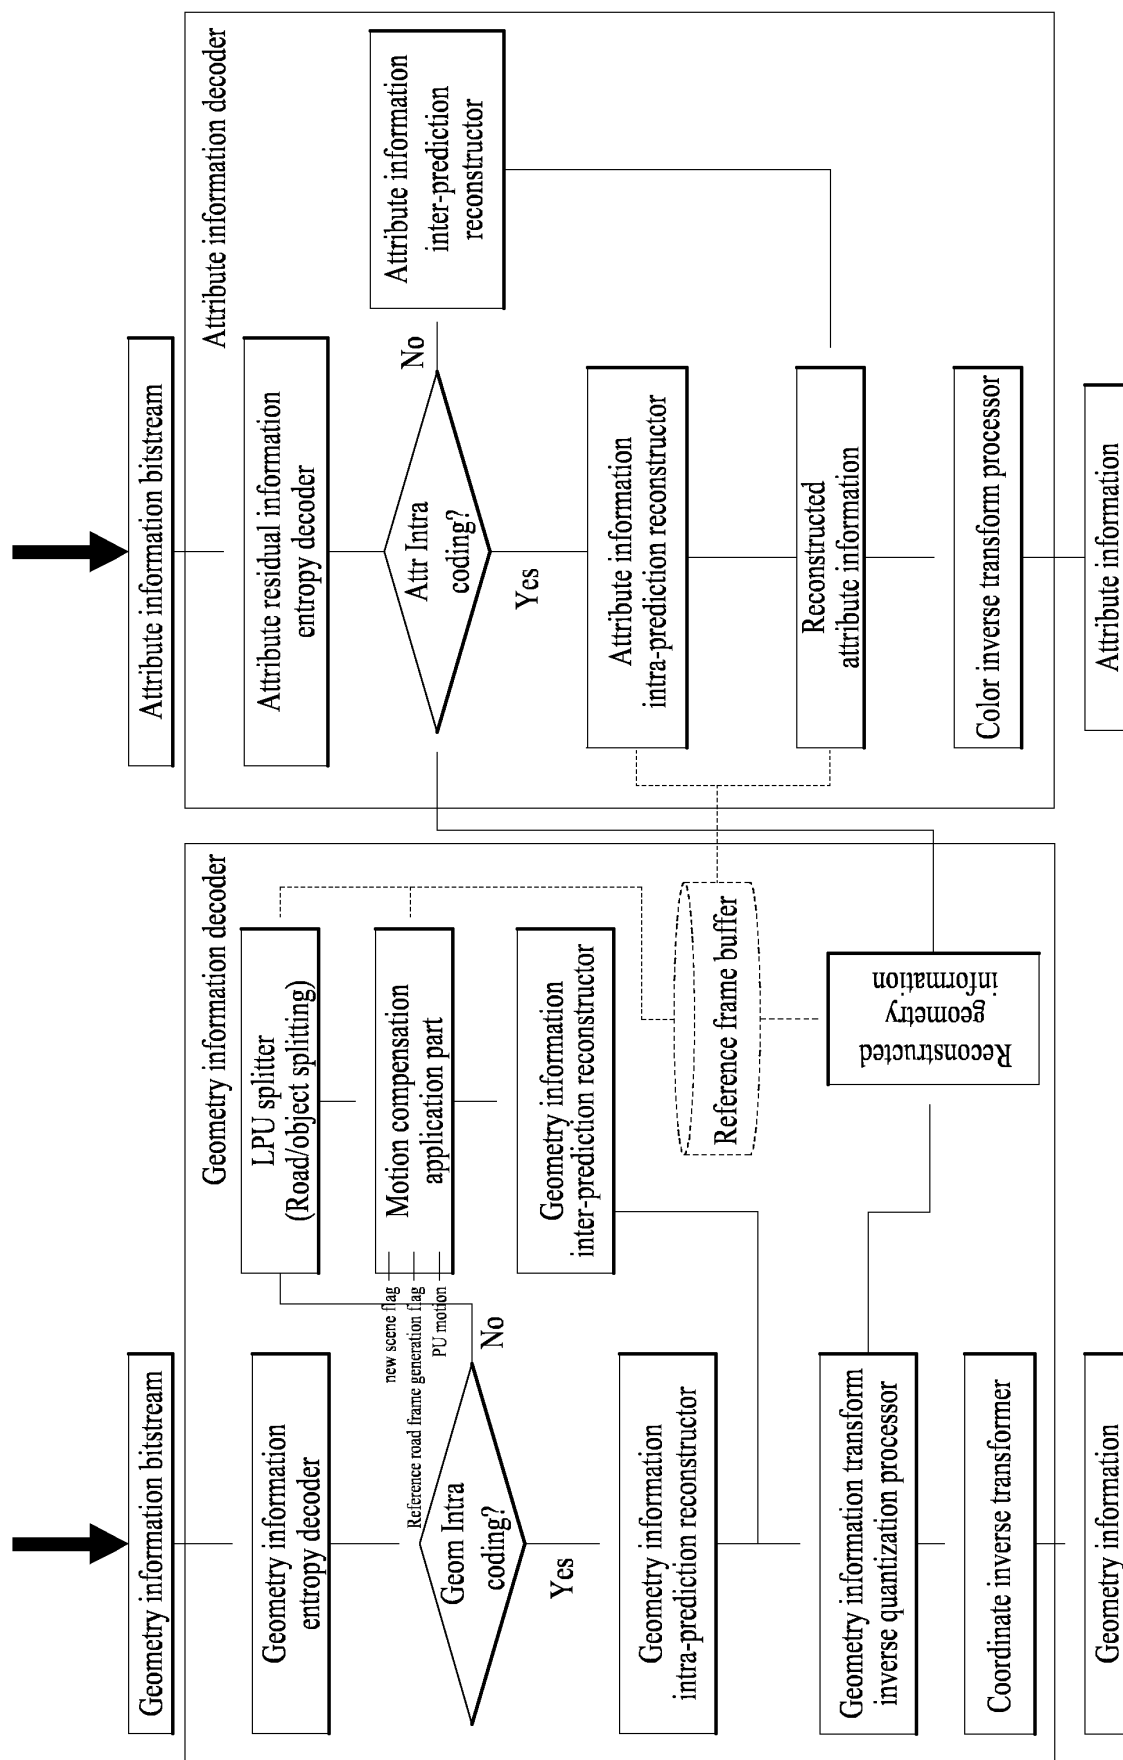 Geometry information bitstream
Geometry information decoder
Geometry information
entropy decoder
Geom Intra
coding?
Yes
No
LPU splitter
(Road/object splitting)
new scene flag
Reference road frame generation flag
PU motion
Motion compensation
application part
Geometry information
inter-prediction reconstructor
Geometry information
intra-prediction reconstructor
Reference frame buffer
Geometry information transform
inverse quantization processor
Reconstructed
geometry
information
Coordinate inverse transformer
Geometry information
Attribute information bitstream
Attribute information decoder
Attribute residual information
entropy decoder
Attr Intra
coding?
Yes
No
Attribute information
inter-prediction
reconstructor
Attribute information
intra-prediction reconstructor
Reconstructed
attribute information
Color inverse transform processor
Attribute information